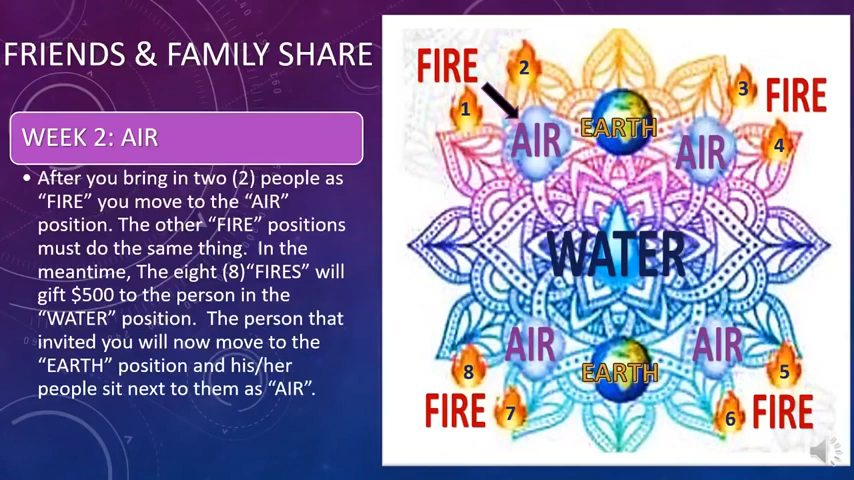 FRIENDS & FAMILY SHARE
WEEK 2: AIR
• After you bring in two (2) people as
“FIRE” you move to the “AIR”
position. The other “FIRE” positions
must do the same thing. In the
meantime, The eight (8)“FIRES” will
gift $500 to the person in the
“WATER” position. The person that
invited you will now move to the
“EARTH” position and his/her
people sit next to them as “AIR”.
FIRE 2
1
3 FIRE
4
AIR EARTH AIR
WATER
AIR EARTH AIR
8 5
FIRE 7 6 FIRE